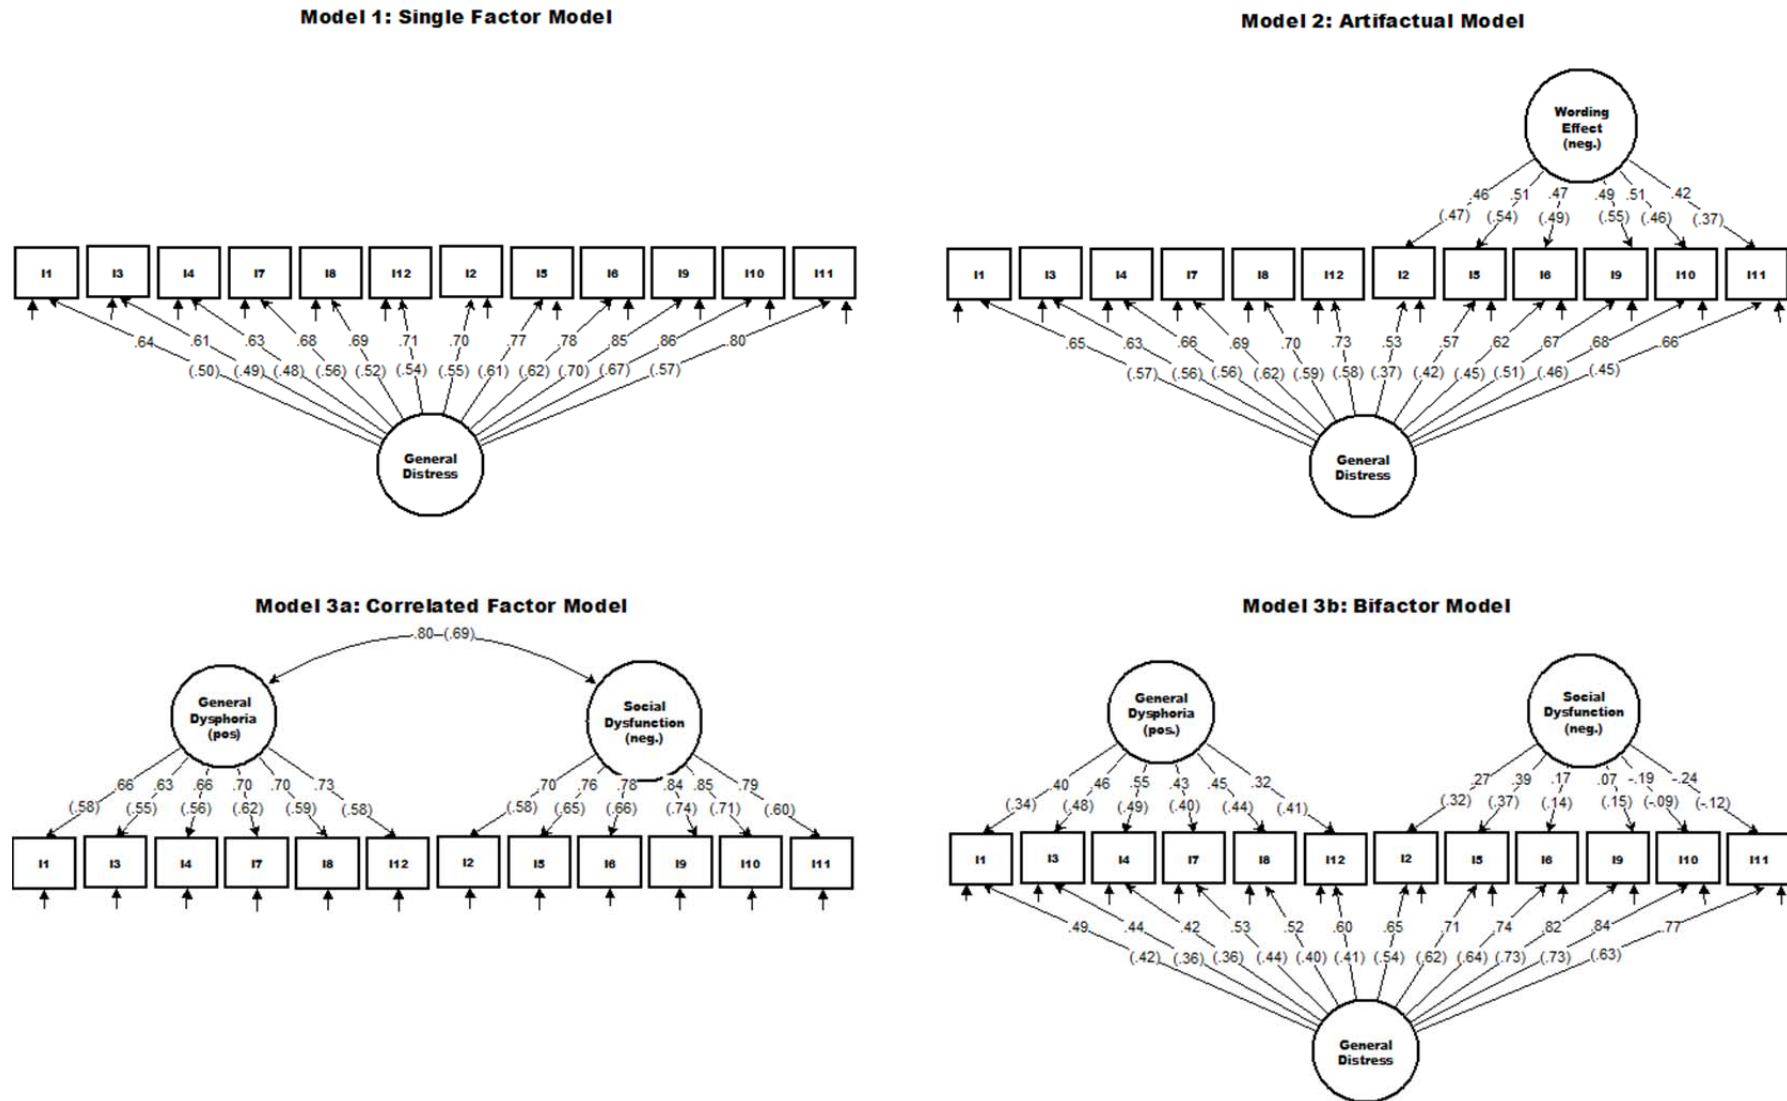 Model 1: Single Factor Model
I1 I3 I4 I7 I8 I12 I2 I5 I6 I9 I10 I11
.64 .61 .63 .68 .69 .71 .70 .77 .78 .85 .86 .80
(.50) (.49) (.48) (.56) (.52) (.54) (.55) (.61) (.62) (.70) (.67) (.57)
General
Distress
Model 2: Artifactual Model
Wording
Effect
(neg.)
.46 .51 .47 .49 .51 .42
(.47) (.54) (.49) (.55) (.46) (.37)
I1 I3 I4 I7 I8 I12 I2 I5 I6 I9 I10 I11
.65 .63 .66 .69 .70 .73 .53 .57 .62 .67 .68 .66
(.57) (.56) (.56) (.62) (.59) (.58) (.37) (.42) (.45) (.51) (.46) (.45)
General
Distress
Model 3a: Correlated Factor Model
.80 (.69)
General
Dysphoria
(pos)
Social
Dysfunction
(neg.)
.66 .63 .66 .70 .70 .73 .70 .76 .78 .84 .85 .79
(.58) (.55) (.56) (.62) (.59) (.58) (.58) (.65) (.66) (.74) (.71) (.60)
I1 I3 I4 I7 I8 I12 I2 I5 I6 I9 I10 I11
Model 3b: Bifactor Model
General
Dysphoria
(pos.)
Social
Dysfunction
(neg.)
.40 .46 .55 .43 .45 .32 .27 .39 .17 .07 -.19 -.24
(.34) (.48) (.49) (.40) (.44) (.41) (.32) (.37) (.14) (.15) (-.09) (-.12)
I1 I3 I4 I7 I8 I12 I2 I5 I6 I9 I10 I11
.49 .44 .42 .53 .52 .60 .65 .71 .74 .82 .84 .77
(.42) (.36) (.36) (.44) (.40) (.41) (.54) (.62) (.64) (.73) (.73) (.63)
General
Distress